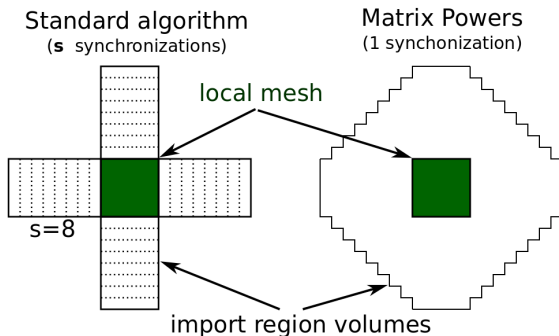 Standard algorithm
(s synchronizations)
Matrix Powers
(1 synchonization)
local mesh
s=8
import region volumes